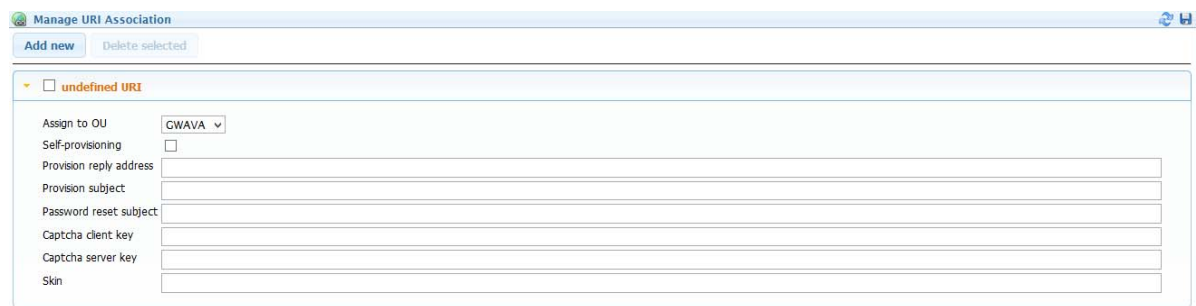 Manage URI Association
Add new Delete selected
undefined URI
Assign to OU GWAVA
Self-provisioning
Provision reply address
Provision subject
Password reset subject
Captcha client key
Captcha server key
Skin